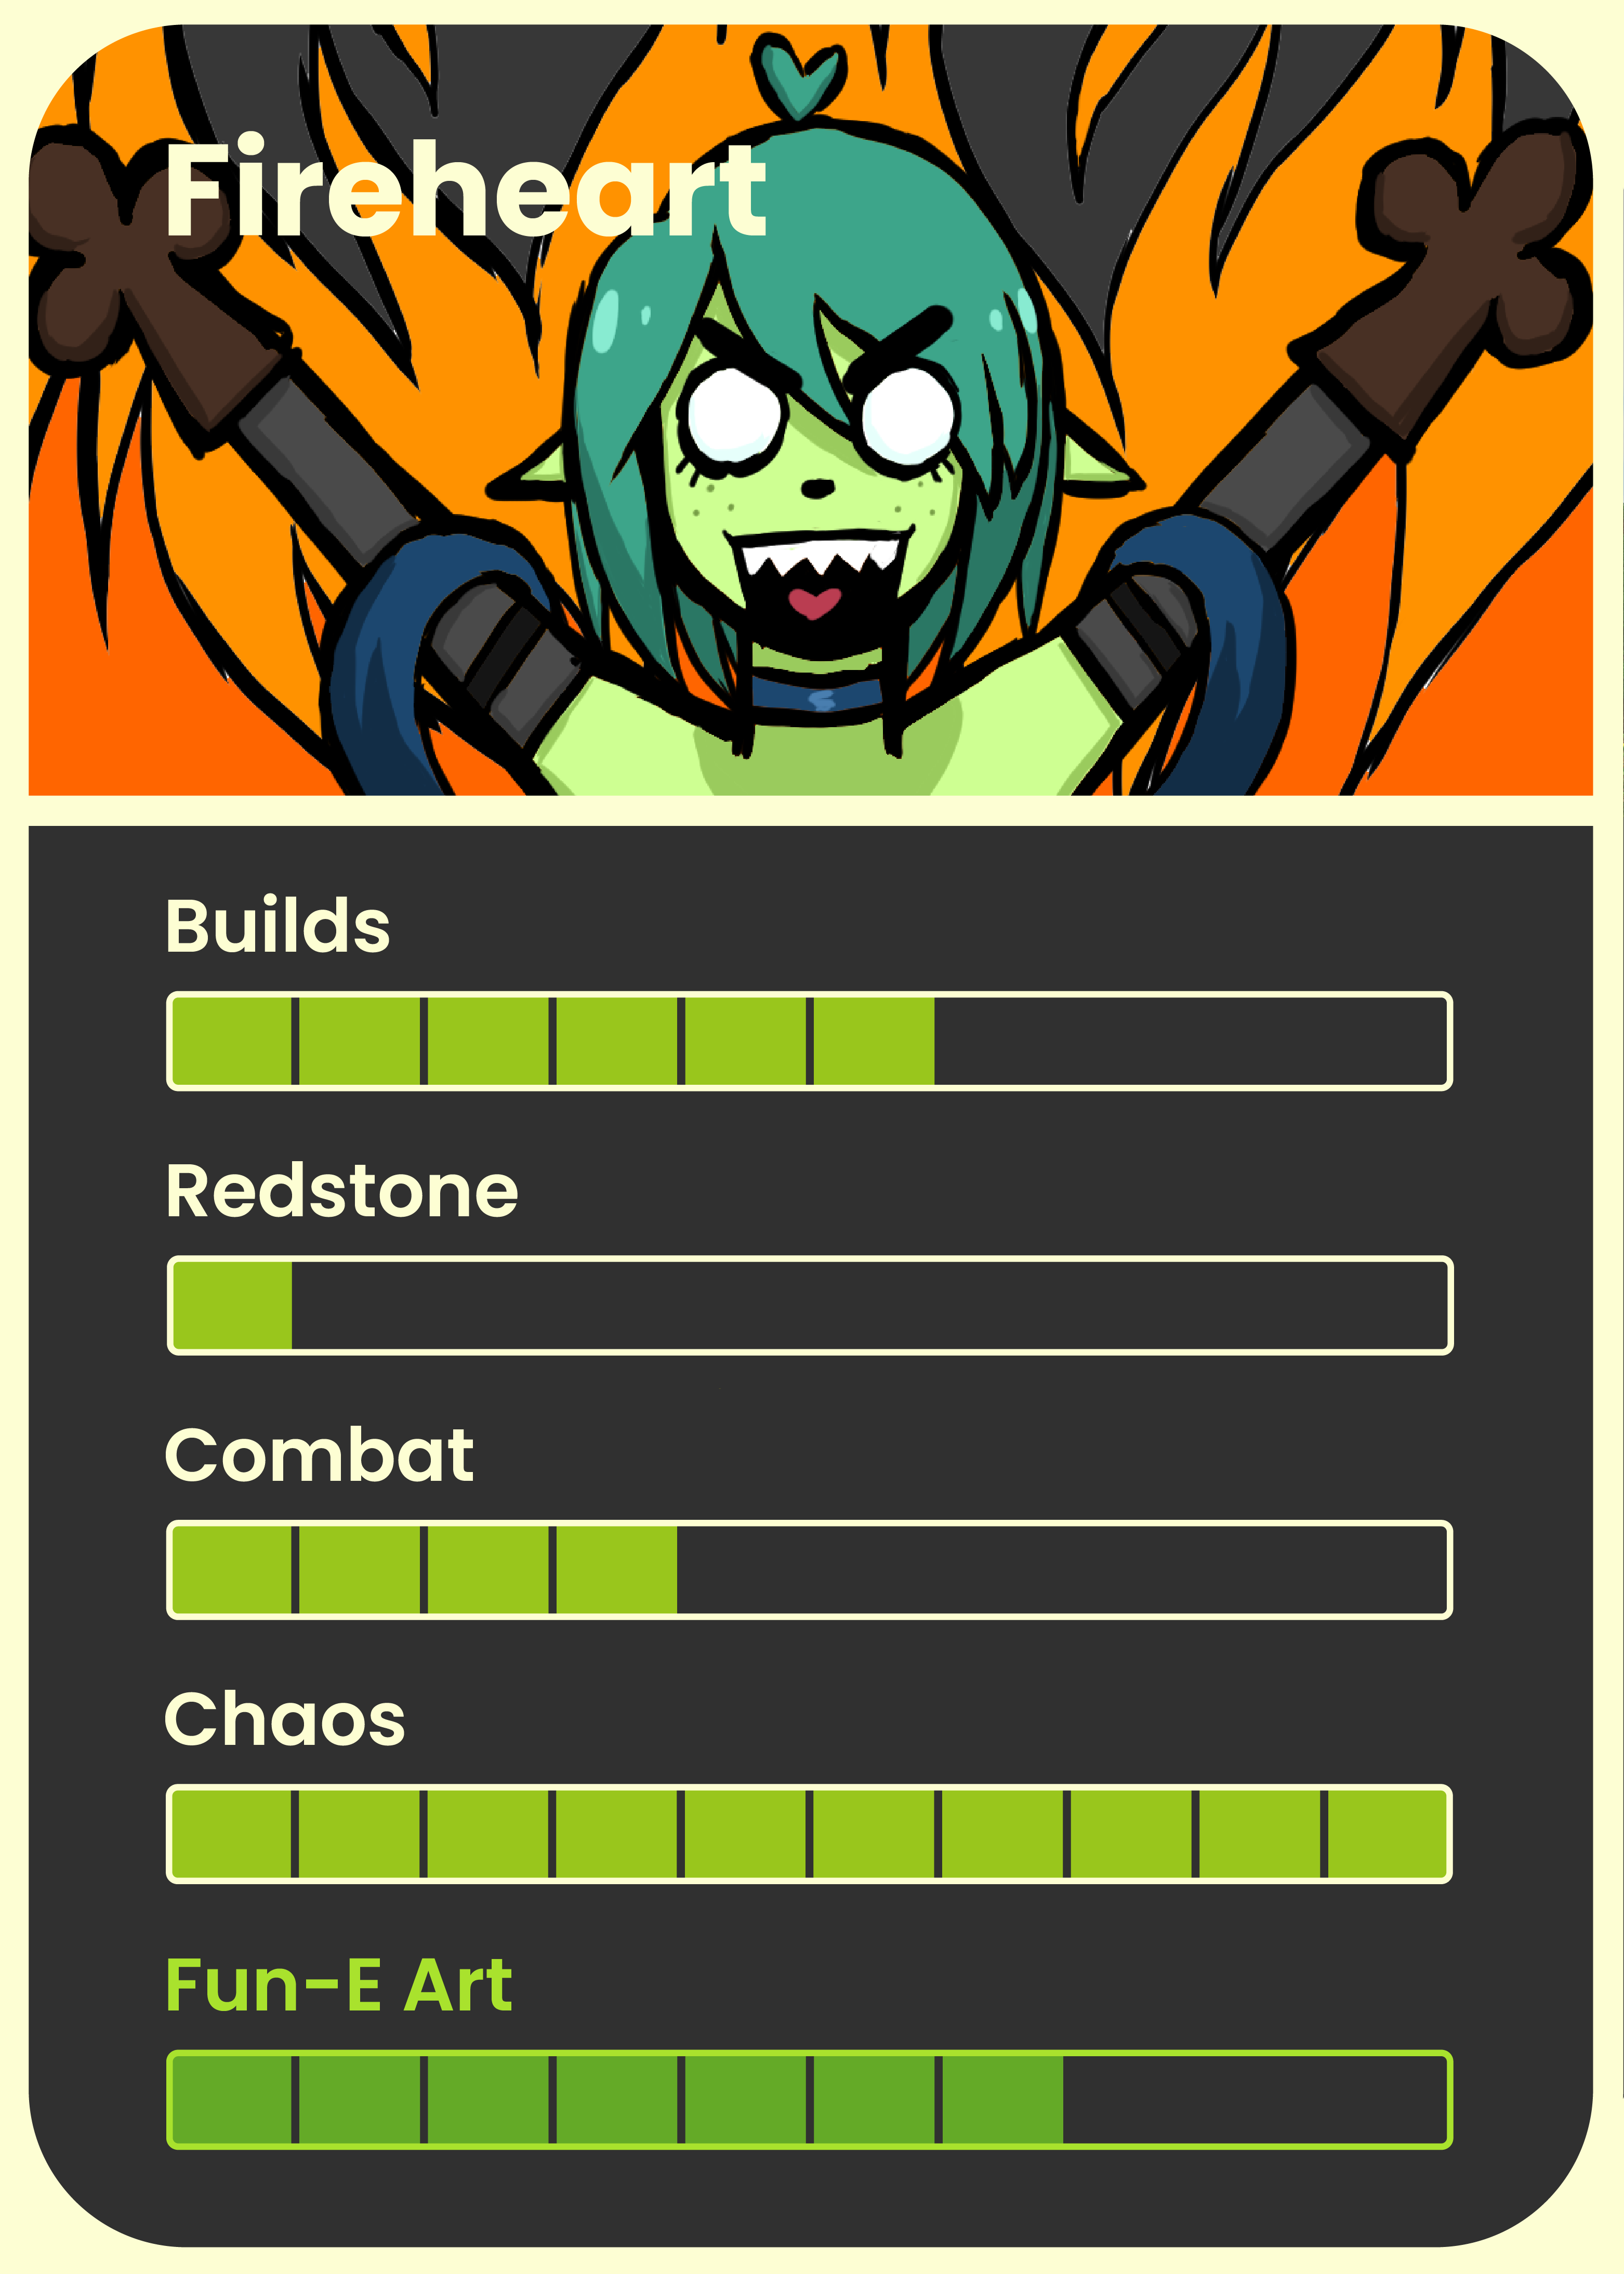 Fireheart
Builds
Redstone
Combat
Chaos
Fun-E Art